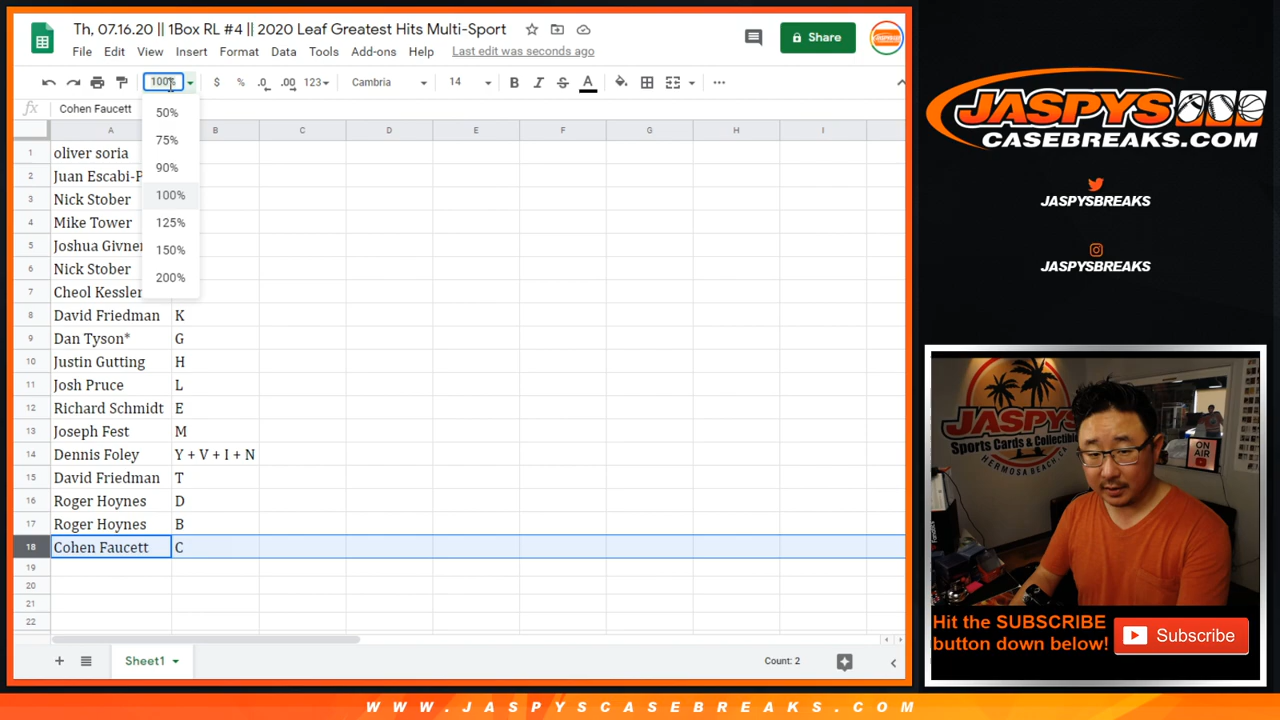 Th, 07.16.20 || 1Box RL #4 || 2020 Leaf Greatest Hits Multi-Sport
Share
File Edit View Insert Format Data Tools Add-ons Help Last edit was seconds ago
100% $ % .0 .00 123 Cambria 14 B I S A
fx Cohen Faucett
50%
75%
90%
100%
125%
150%
200%
A B C D E F G H I
1 oliver soria
2 Juan Escabi-P
3 Nick Stober
4 Mike Tower
5 Joshua Givner
6 Nick Stober
7 Cheol Kessler
8 David Friedman K
9 Dan Tyson* G
10 Justin Gutting H
11 Josh Pruce L
12 Richard Schmidt E
13 Joseph Fest M
14 Dennis Foley Y + V + I + N
15 David Friedman T
16 Roger Hoynes D
17 Roger Hoynes B
18 Cohen Faucett C
19
20
21
22
Sheet1
Count: 2
JASPYS
CASEBREAKS.COM
JASPYSBREAKS
JASPYSBREAKS
JASPYS
Sports Cards & Collectible
HERMOSA BEACH, CA
ON AIR
Hit the SUBSCRIBE
button down below!
Subscribe
WWW.JASPYSCASEBREAKS.COM